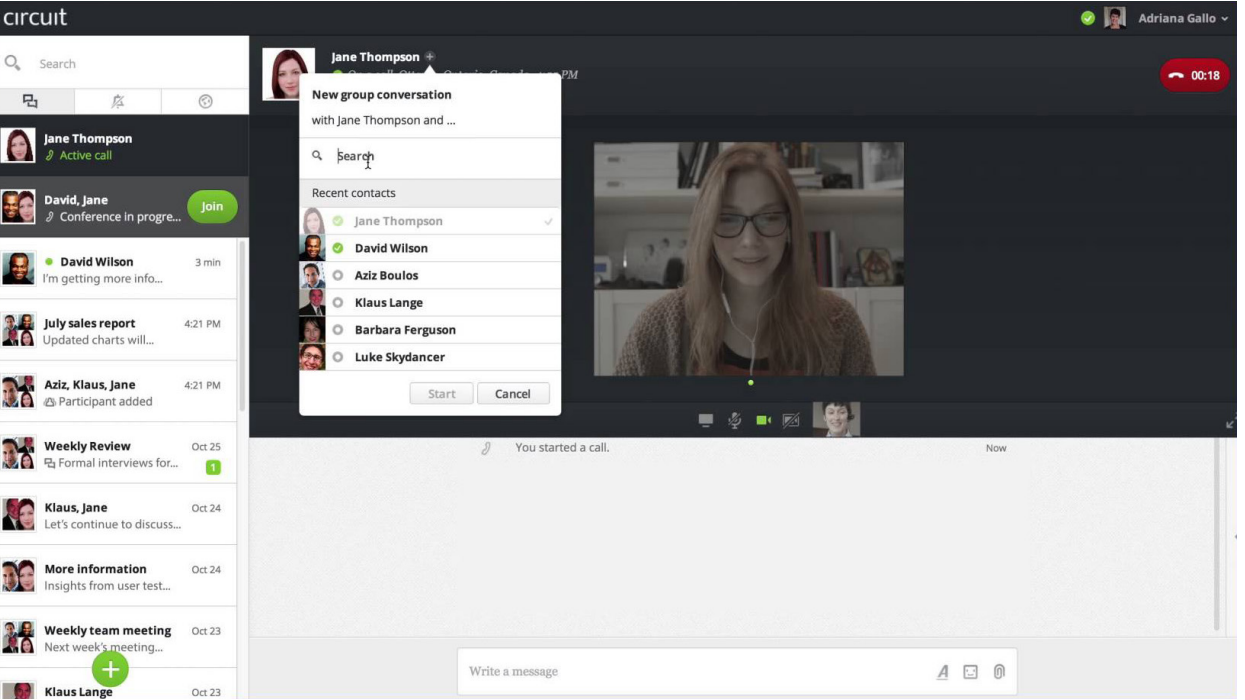 circuit
Adriana Gallo
Search
Jane Thompson
Active call
David, Jane
Conference in progre...
Join
David Wilson
3 min
I'm getting more info...
July sales report
4:21 PM
Updated charts will...
Aziz, Klaus, Jane
4:21 PM
Participant added
Weekly Review
Oct 25
Formal interviews for...
1
Klaus, Jane
Oct 24
Let's continue to discuss...
More information
Oct 24
Insights from user test...
Weekly team meeting
Oct 23
Next week's meeting...
Klaus Lange
Oct 23
Jane Thompson
PM
00:18
New group conversation
with Jane Thompson and ...
Search
Recent contacts
Jane Thompson
David Wilson
Aziz Boulos
Klaus Lange
Barbara Ferguson
Luke Skydancer
Start
Cancel
You started a call.
Now
Write a message
A